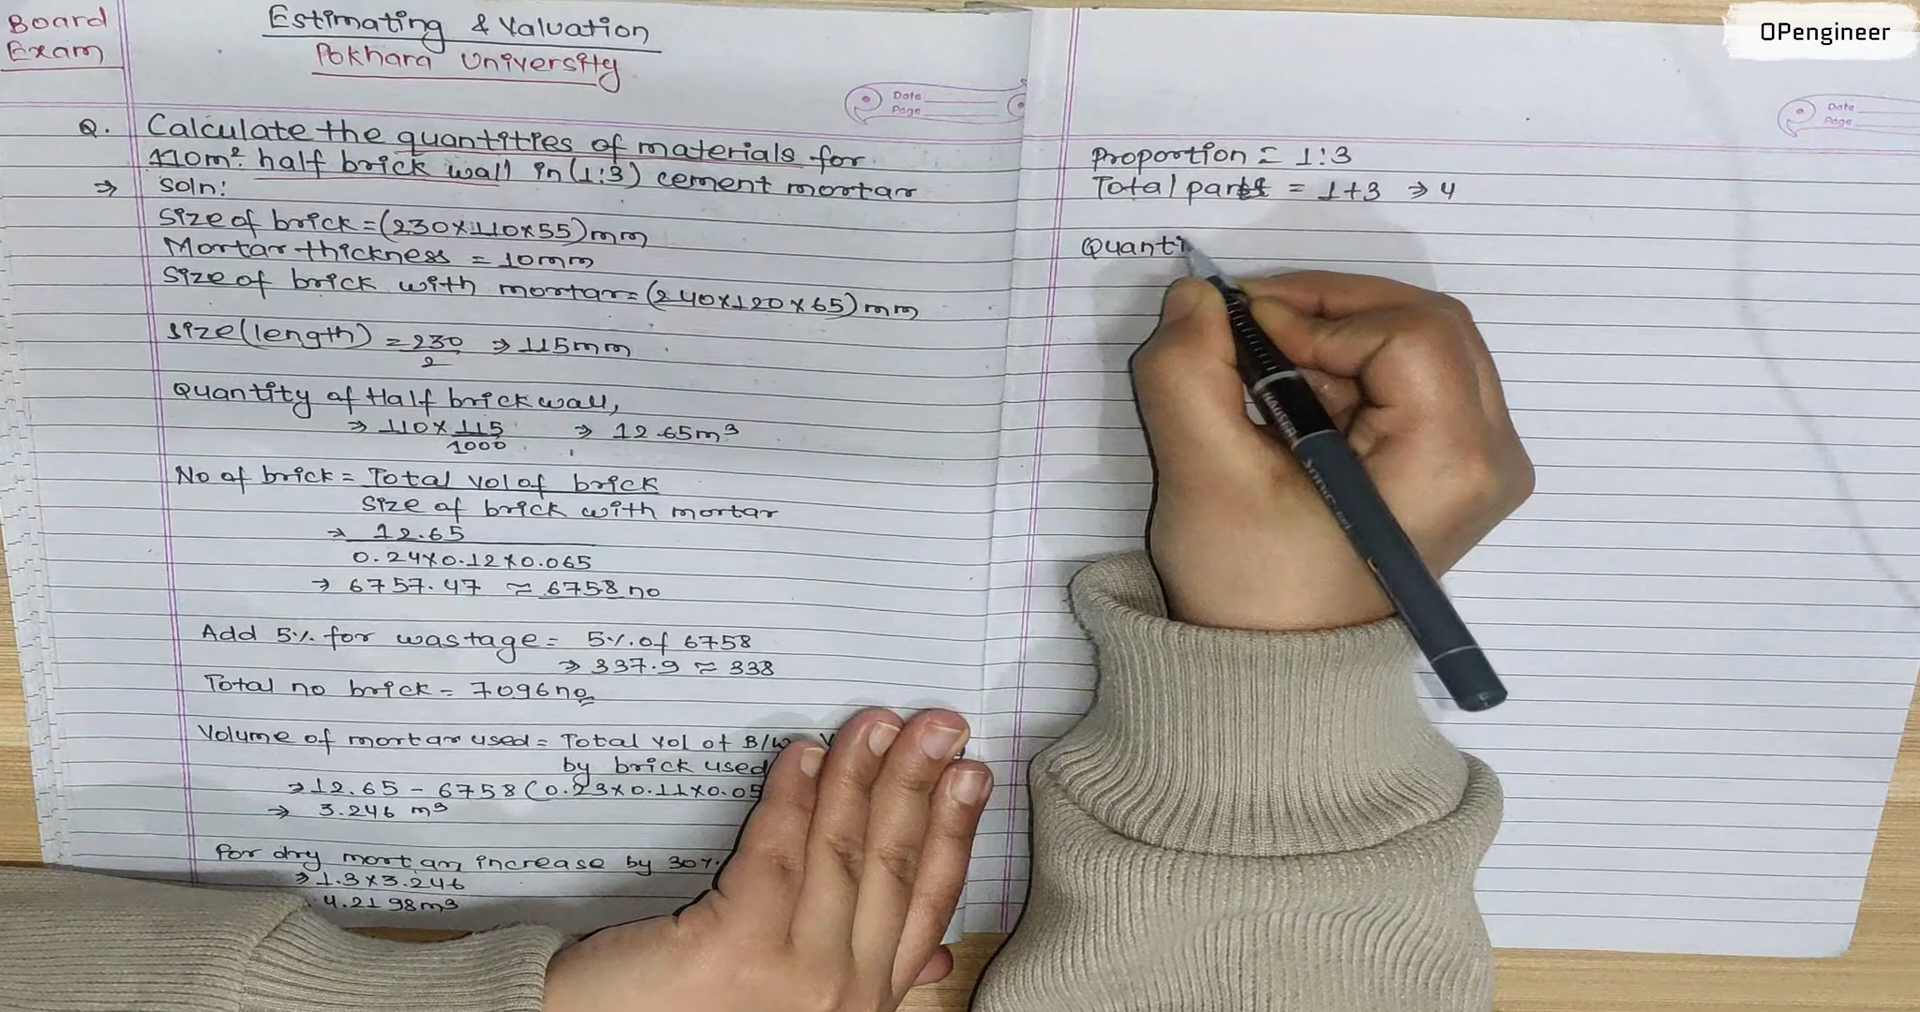 Board
Exam
Estimating & Valuation
Pokhara University
OPengineer
Date
Page
Q. Calculate the quantities of materials for
110m² half brick wall in (1:3) cement mortar
⇒ Soln:
Size of brick = (230×110×55)mm
Mortar thickness = 10mm
Size of brick with mortar = (240×120×65)mm
Size(length) = 230/2 ⇒ 115mm
Quantity of Half brick wall,
⇒ 110 × 115/1000 ⇒ 12.65m³
No of brick = Total vol of brick
Size of brick with mortar
⇒ 12.65
0.24×0.12×0.065
⇒ 6757.47 ≈ 6758 no
Add 5% for wastage = 5% of 6758
⇒ 337.9 ≈ 338
Total no brick = 7096 no
Volume of mortar used = Total vol of B/W
by brick used
⇒ 12.65 - 6758 (0.23×0.11×0.05
⇒ 3.246 m³
For dry mortar, increase by 30%
⇒ 1.3×3.246
4.2198m³
Date
Page
Proportion = 1:3
Total parts = 1+3 ⇒ 4
Quanti